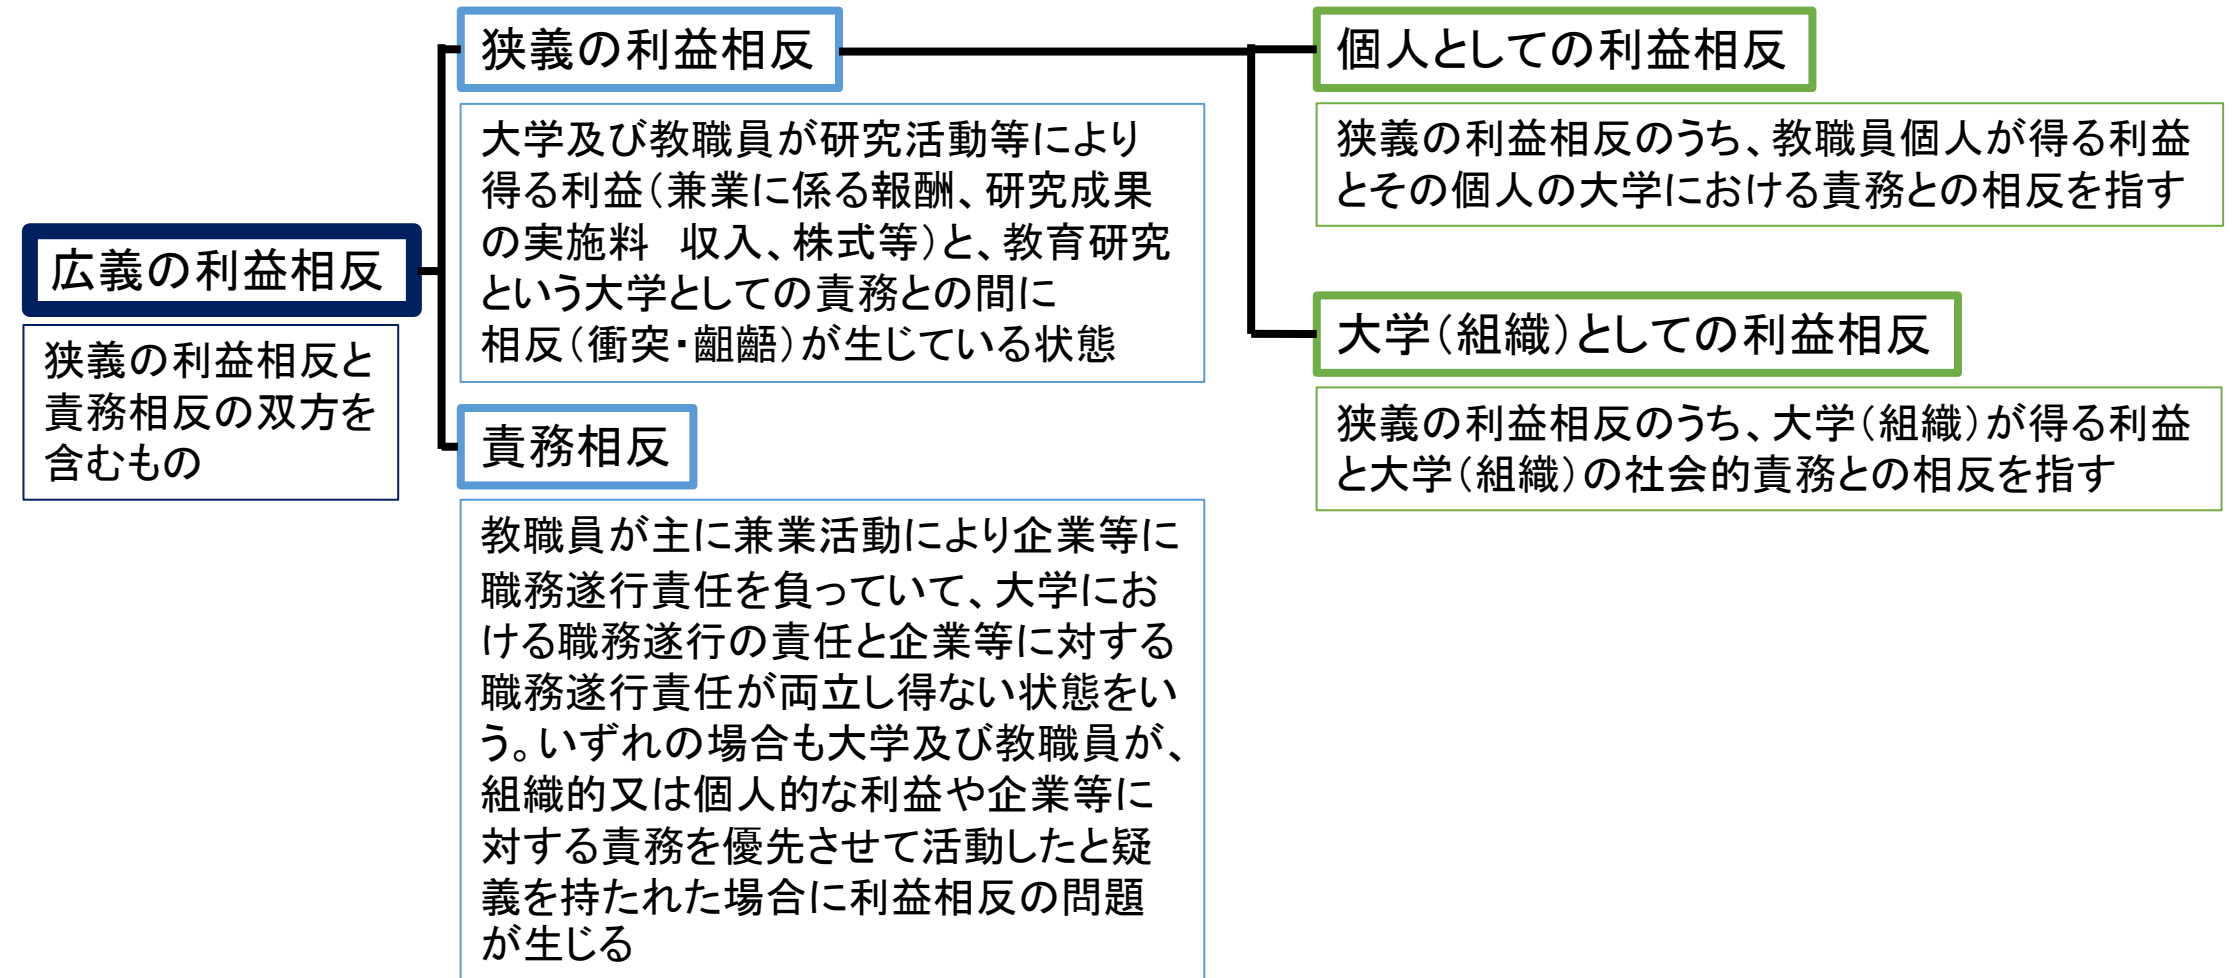 広義の利益相反
狭義の利益相反と
責務相反の双方を
含むもの
狭義の利益相反
大学及び教職員が研究活動等により
得る利益(兼業に係る報酬、研究成果
の実施料　収入、株式等)と、教育研究
という大学としての責務との間に
相反(衝突・齟齬)が生じている状態
責務相反
教職員が主に兼業活動により企業等に
職務遂行責任を負っていて、大学にお
ける職務遂行の責任と企業等に対する
職務遂行責任が両立し得ない状態をい
う。いずれの場合も大学及び教職員が、
組織的又は個人的な利益や企業等に
対する責務を優先させて活動したと疑
義を持たれた場合に利益相反の問題
が生じる
個人としての利益相反
狭義の利益相反のうち、教職員個人が得る利益
とその個人の大学における責務との相反を指す
大学(組織)としての利益相反
狭義の利益相反のうち、大学(組織)が得る利益
と大学(組織)の社会的責務との相反を指す